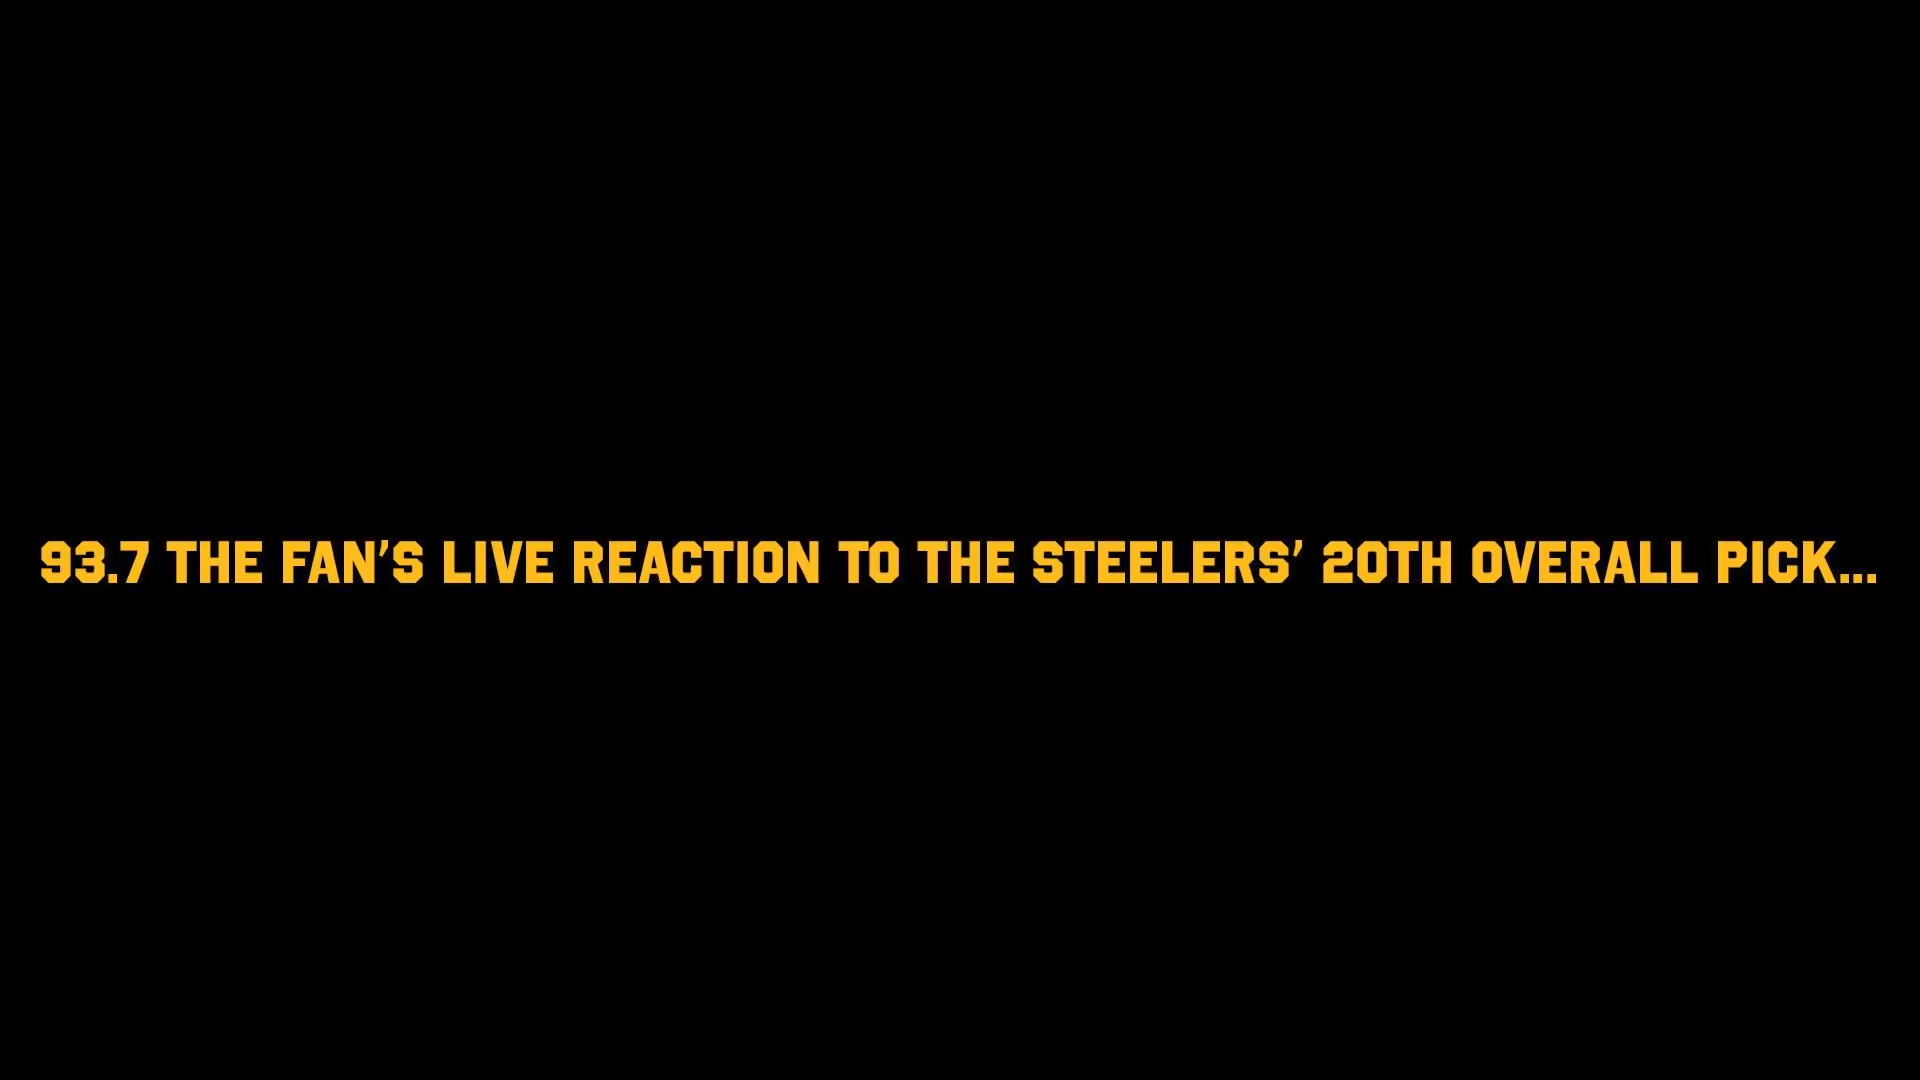 93.7 THE FAN'S LIVE REACTION TO THE STEELERS' 20TH OVERALL PICK...